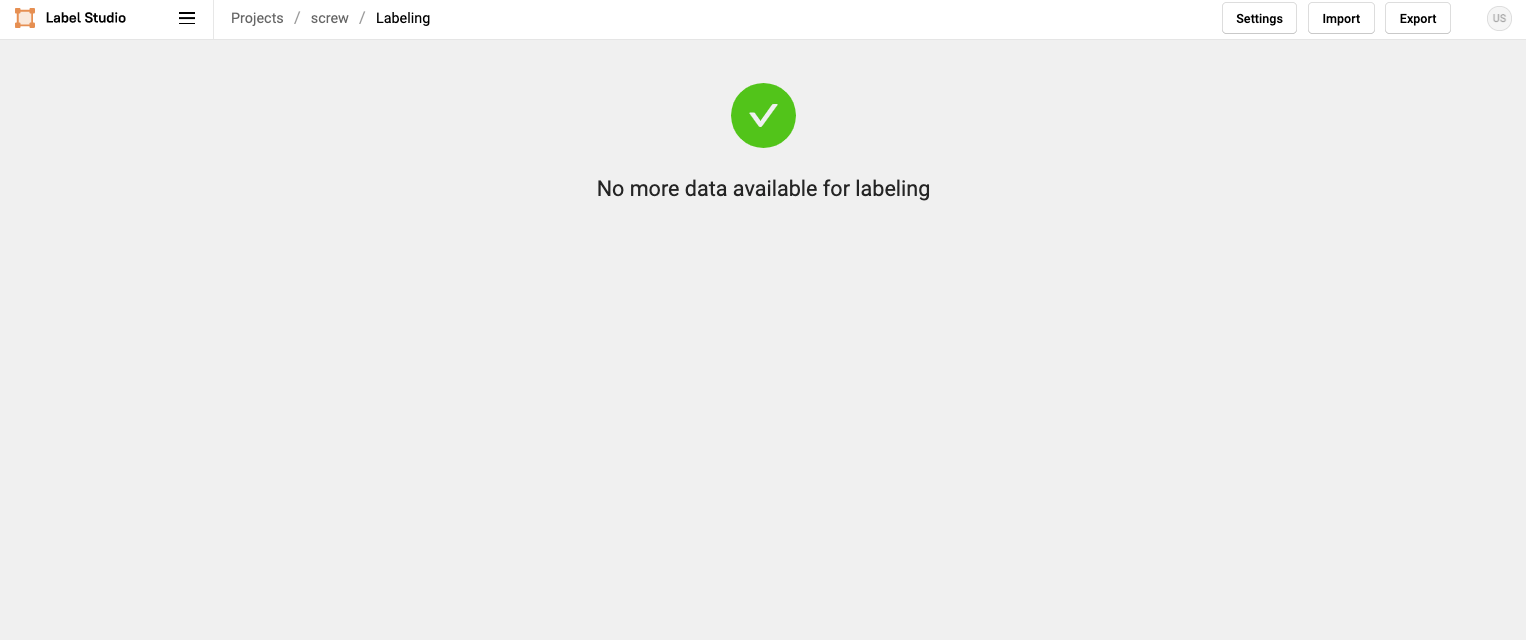 Label Studio
Projects / screw / Labeling
Settings
Import
Export
US
No more data available for labeling